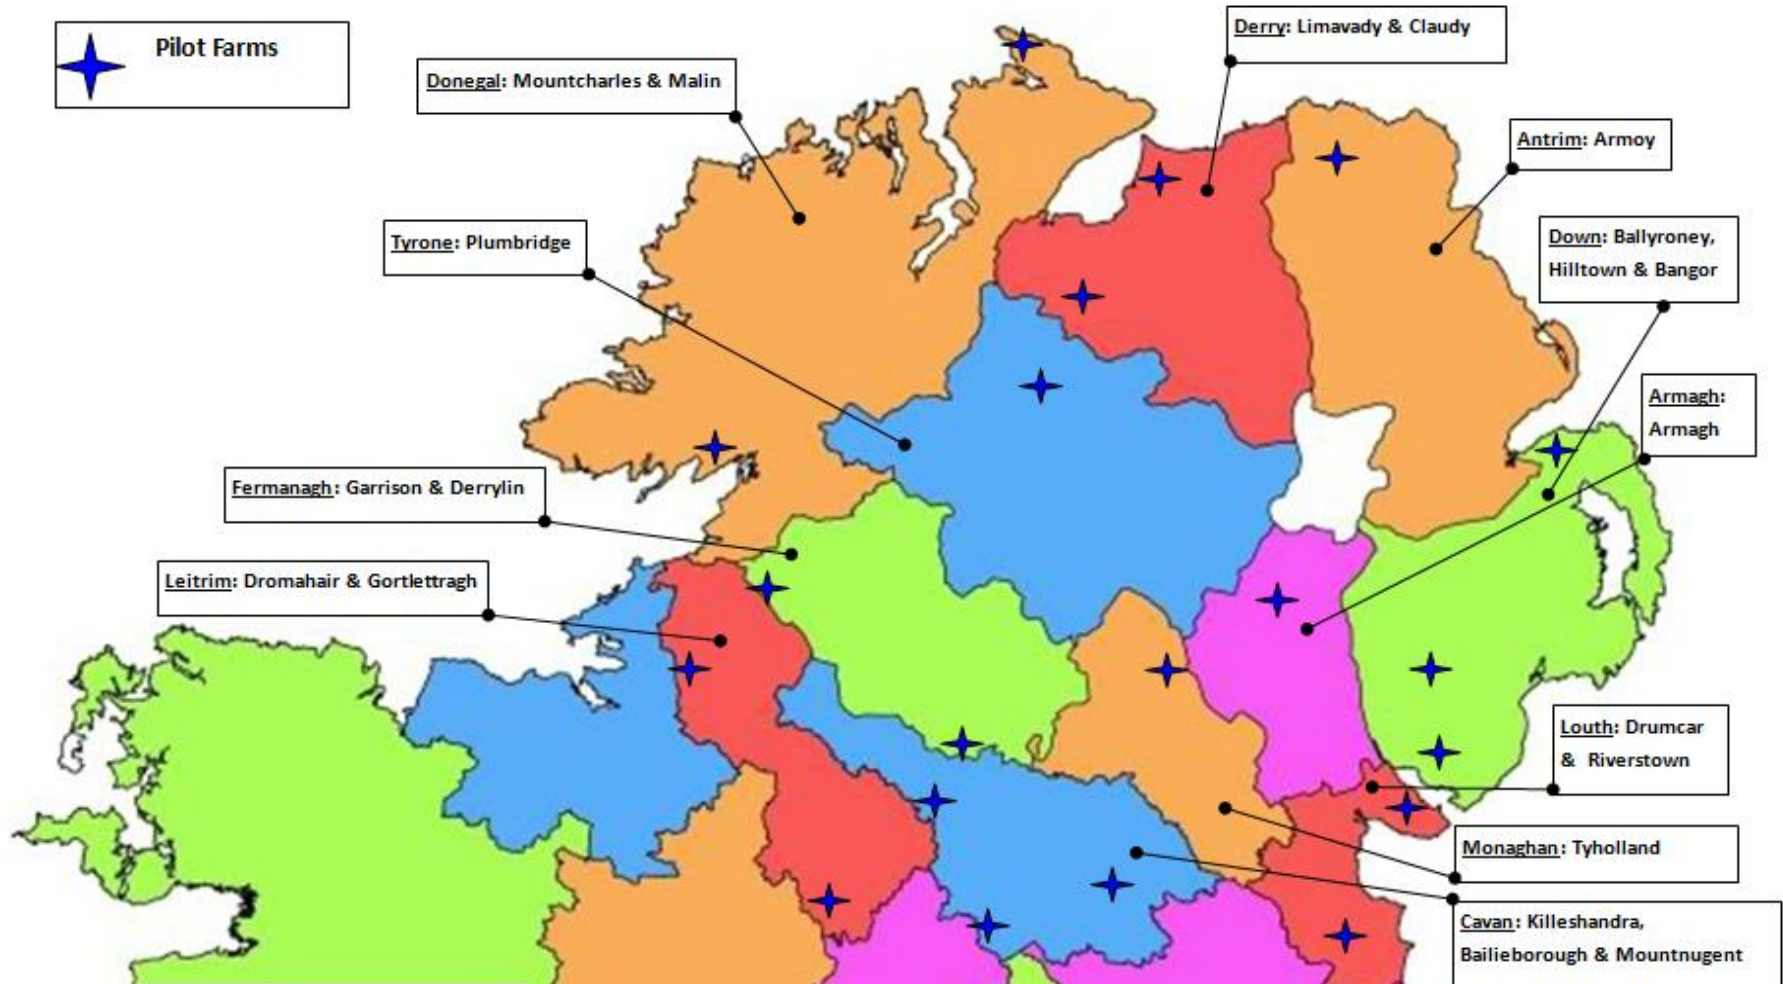 Pilot Farms
Derry: Limavady & Claudy
Donegal: Mountcharles & Malin
Antrim: Armoy
Tyrone: Plumbridge
Down: Ballyroney,
Hilltown & Bangor
Armagh:
Armagh
Fermanagh: Garrison & Derrylin
Leitrim: Dromahair & Gortlettragh
Louth: Drumcar
& Riverstown
Monaghan: Tyholland
Cavan: Killeshandra,
Bailieborough & Mountnugent